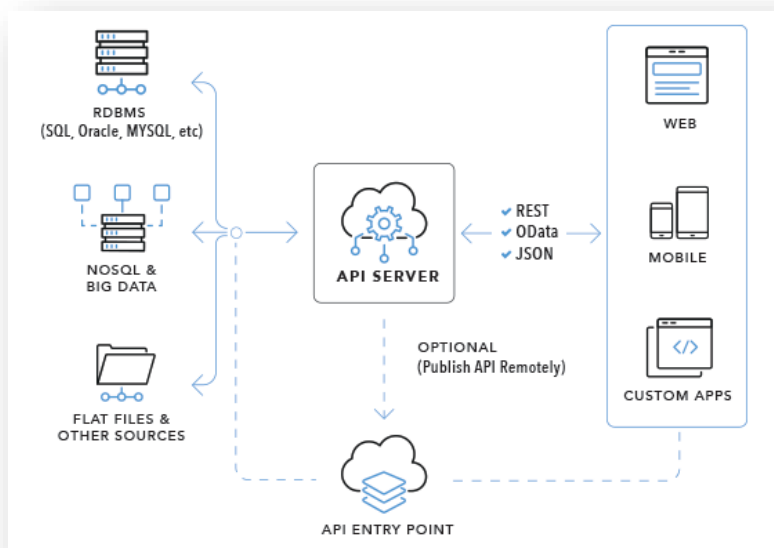 RDBMS
(SQL, Oracle, MYSQL, etc)
NOSQL &
BIG DATA
FLAT FILES &
OTHER SOURCES
API SERVER
REST
OData
JSON
OPTIONAL
(Publish API Remotely)
API ENTRY POINT
WEB
MOBILE
CUSTOM APPS